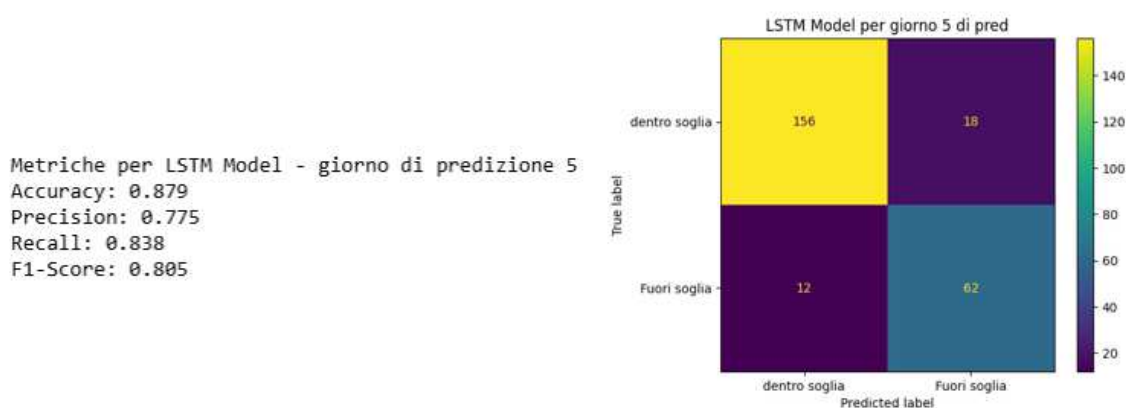 Metriche per LSTM Model - giorno di predizione 5
Accuracy: 0.879
Precision: 0.775
Recall: 0.838
F1-Score: 0.805
LSTM Model per giorno 5 di pred
True label
dentro soglia
156
18
Fuori soglia
12
62
dentro soglia
Fuori soglia
Predicted label
140
120
100
80
60
40
20